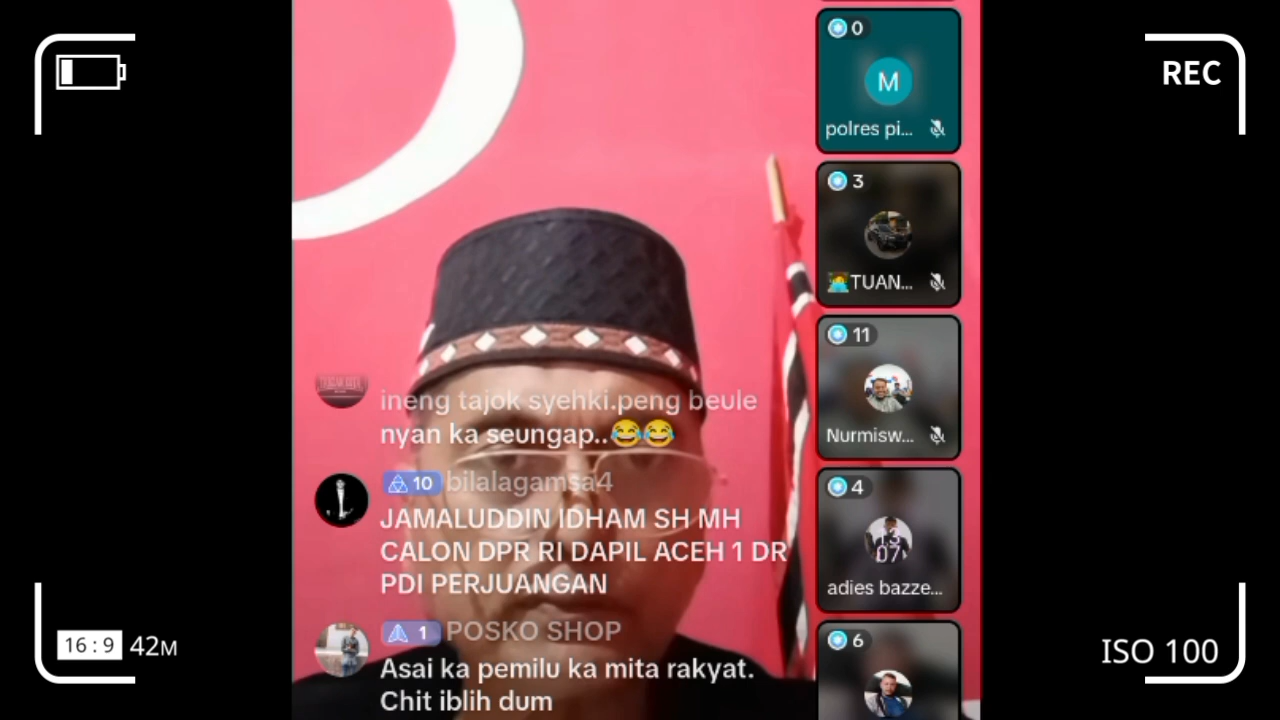 REC
0
M
polres pi...
3
TUAN...
11
Nurmisw...
ineng tajok syehki.peng beule
nyan ka seungap..😂😂
10 bilalagamsa4
JAMALUDDIN IDHAM SH MH
CALON DPR RI DAPIL ACEH 1 DR
PDI PERJUANGAN
4
07
adies bazze...
1 POSKO SHOP
Asai ka pemilu ka mita rakyat.
Chit iblih dum
6
16:9 42M
ISO 100